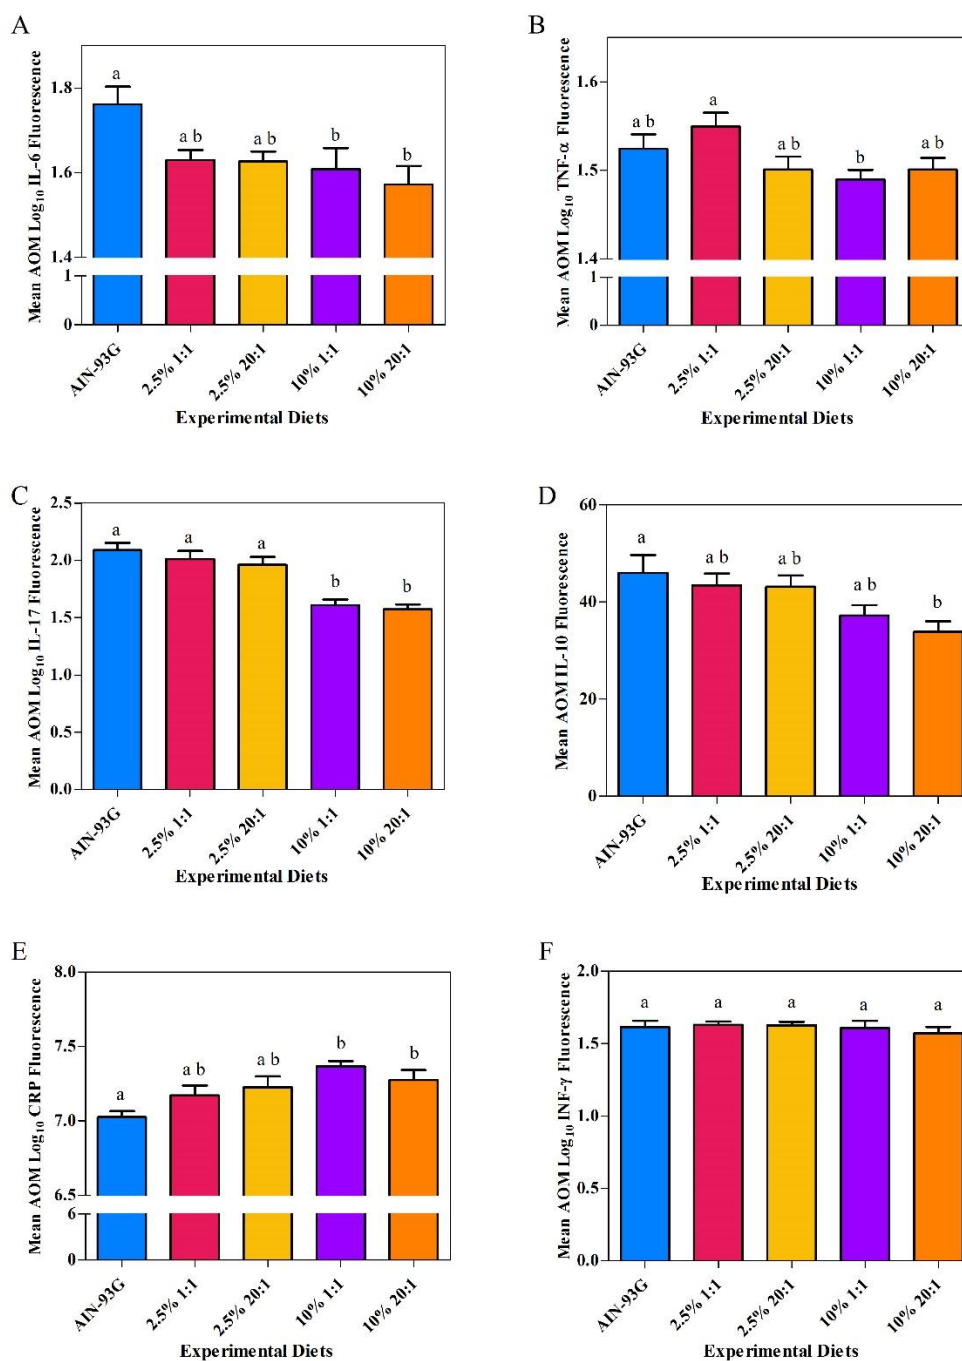 A
Mean AOM Log10 IL-6 Fluorescence
1.8
1.6
1.4
1
0
a
a b
a b
b
b
AIN-93G
2.5% 1:1
2.5% 20:1
10% 1:1
10% 20:1
Experimental Diets
B
Mean AOM Log10 TNF-α Fluorescence
1.6
1.5
1.4
1
0
a b
a
a b
b
a b
AIN-93G
2.5% 1:1
2.5% 20:1
10% 1:1
10% 20:1
Experimental Diets
C
Mean AOM Log10 IL-17 Fluorescence
2.5
2.0
1.5
1.0
0.5
0.0
a
a
a
b
b
AIN-93G
2.5% 1:1
2.5% 20:1
10% 1:1
10% 20:1
Experimental Diets
D
Mean AOM IL-10 Fluorescence
60
40
20
0
a
a b
a b
a b
b
AIN-93G
2.5% 1:1
2.5% 20:1
10% 1:1
10% 20:1
Experimental Diets
E
Mean AOM Log10 CRP Fluorescence
8.0
7.5
7.0
6.5
6
0
a
a b
a b
b
b
AIN-93G
2.5% 1:1
2.5% 20:1
10% 1:1
10% 20:1
Experimental Diets
F
Mean AOM Log10 INF-γ Fluorescence
2.0
1.5
1.0
0.5
0.0
a
a
a
a
a
AIN-93G
2.5% 1:1
2.5% 20:1
10% 1:1
10% 20:1
Experimental Diets